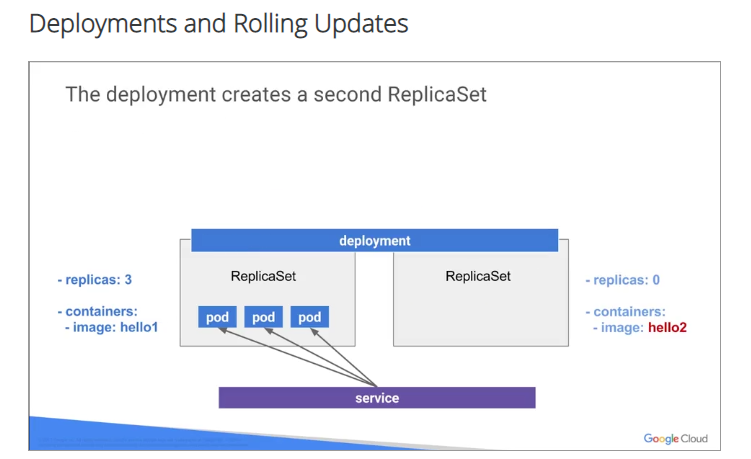 Deployments and Rolling Updates
The deployment creates a second ReplicaSet
deployment
- replicas: 3
- containers:
- image: hello1
ReplicaSet
pod pod pod
ReplicaSet
- replicas: 0
- containers:
- image: hello2
service
Google Cloud